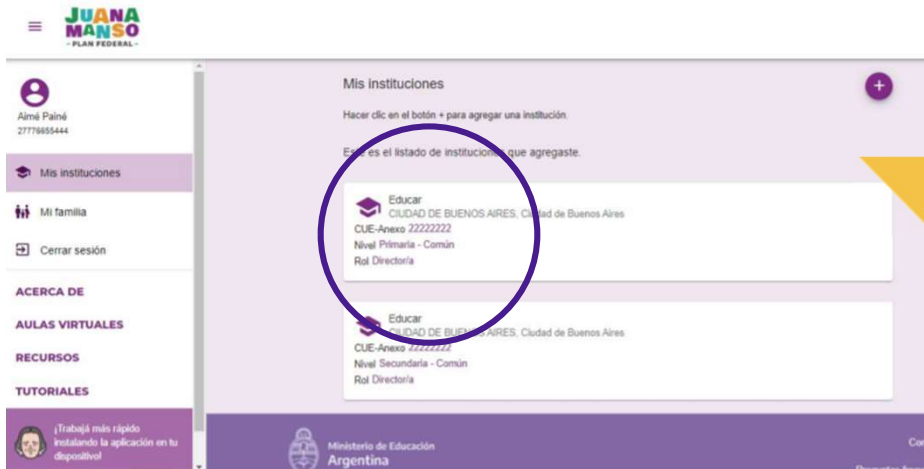 JUANA
MANSO
- PLAN FEDERAL -
Aimé Painé
27776655444
Mis instituciones
Mi familia
Cerrar sesión
ACERCA DE
AULAS VIRTUALES
RECURSOS
TUTORIALES
¡Trabajá más rápido
instalando la aplicación en tu
dispositivo!
Mis instituciones
+
Hacer clic en el botón + para agregar una institución.
Este es el listado de instituciones que agregaste.
Educar
CIUDAD DE BUENOS AIRES, Ciudad de Buenos Aires
CUE-Anexo 22222222
Nivel Primaria - Común
Rol Director/a
Educar
CIUDAD DE BUENOS AIRES, Ciudad de Buenos Aires
CUE-Anexo 22222222
Nivel Secundaria - Común
Rol Director/a
Ministerio de Educación
Argentina